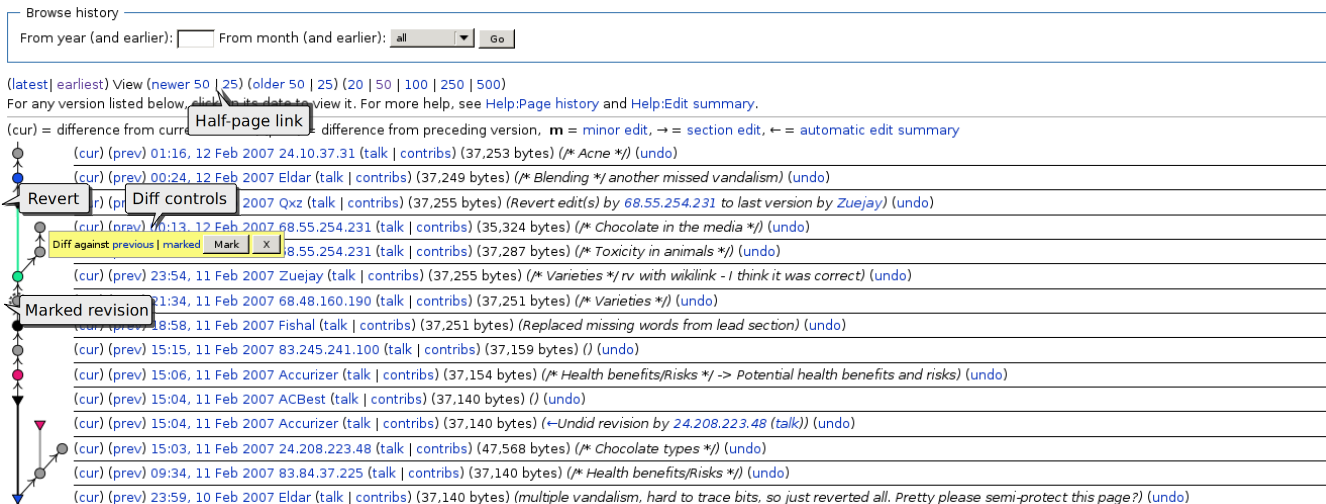 Browse history
From year (and earlier): From month (and earlier): all Go
(latest| earliest) View (newer 50 | 25) (older 50 | 25) (20 | 50 | 100 | 250 | 500)
For any version listed below, click on its date to view it. For more help, see Help:Page history and Help:Edit summary.
Half-page link
(cur) = difference from curre = difference from preceding version, m = minor edit, → = section edit, ← = automatic edit summary
(cur) (prev) 01:16, 12 Feb 2007 24.10.37.31 (talk | contribs) (37,253 bytes) (/* Acne */) (undo)
(cur) (prev) 00:24, 12 Feb 2007 Eldar (talk | contribs) (37,249 bytes) (/* Blending */ another missed vandalism) (undo)
Revert
Diff controls
2007 Qxz (talk | contribs) (37,255 bytes) (Revert edit(s) by 68.55.254.231 to last version by Zuejay) (undo)
(cur) (prev) 00:13, 12 Feb 2007 68.55.254.231 (talk | contribs) (35,324 bytes) (/* Chocolate in the media */) (undo)
Diff against previous | marked Mark X
68.55.254.231 (talk | contribs) (37,287 bytes) (/* Toxicity in animals */) (undo)
(cur) (prev) 23:54, 11 Feb 2007 Zuejay (talk | contribs) (37,255 bytes) (/* Varieties */ rv with wikilink - I think it was correct) (undo)
21:34, 11 Feb 2007 68.48.160.190 (talk | contribs) (37,251 bytes) (/* Varieties */) (undo)
Marked revision
(cur) (prev) 18:58, 11 Feb 2007 Fishal (talk | contribs) (37,251 bytes) (Replaced missing words from lead section) (undo)
(cur) (prev) 15:15, 11 Feb 2007 83.245.241.100 (talk | contribs) (37,159 bytes) () (undo)
(cur) (prev) 15:06, 11 Feb 2007 Accurizer (talk | contribs) (37,154 bytes) (/* Health benefits/Risks */ -> Potential health benefits and risks) (undo)
(cur) (prev) 15:04, 11 Feb 2007 ACBest (talk | contribs) (37,140 bytes) () (undo)
(cur) (prev) 15:04, 11 Feb 2007 Accurizer (talk | contribs) (37,140 bytes) (←Undid revision by 24.208.223.48 (talk)) (undo)
(cur) (prev) 15:03, 11 Feb 2007 24.208.223.48 (talk | contribs) (47,568 bytes) (/* Chocolate types */) (undo)
(cur) (prev) 09:34, 11 Feb 2007 83.84.37.225 (talk | contribs) (37,140 bytes) (/* Health benefits/Risks */) (undo)
(cur) (prev) 23:59, 10 Feb 2007 Eldar (talk | contribs) (37,140 bytes) (multiple vandalism, hard to trace bits, so just reverted all. Pretty please semi-protect this page?) (undo)